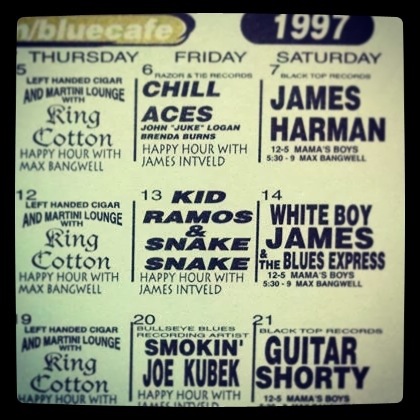 n/bluecafe
1997
THURSDAY FRIDAY SATURDAY
5
LEFT HANDED CIGAR
AND MARTINI LOUNGE
WITH
King
Cotton
HAPPY HOUR WITH
MAX BANGWELL
6 RAZOR & TIE RECORDS
CHILL
ACES
JOHN "JUKE" LOGAN
BRENDA BURNS
HAPPY HOUR WITH
JAMES INTVELD
7 BLACK TOP RECORDS
JAMES
HARMAN
12-5 MAMA'S BOYS
5:30 - 9 MAX BANGWELL
12
LEFT HANDED CIGAR
AND MARTINI LOUNGE
WITH
King
Cotton
HAPPY HOUR WITH
MAX BANGWELL
13 KID
RAMOS
&
SNAKE
SNAKE
HAPPY HOUR WITH
JAMES INTVELD
14
WHITE BOY
JAMES
& THE BLUES EXPRESS
12-5 MAMA'S BOYS
5:30 - 9 MAX BANGWELL
19
LEFT HANDED CIGAR
AND MARTINI LOUNGE
WITH
King
Cotton
HAPPY HOUR WITH
20
BULLSEYE BLUES
RECORDING ARTIST
SMOKIN'
JOE KUBEK
HAPPY HOUR WITH
21
BLACK TOP RECORDS
GUITAR
SHORTY
12-5 MAMA'S BOYS